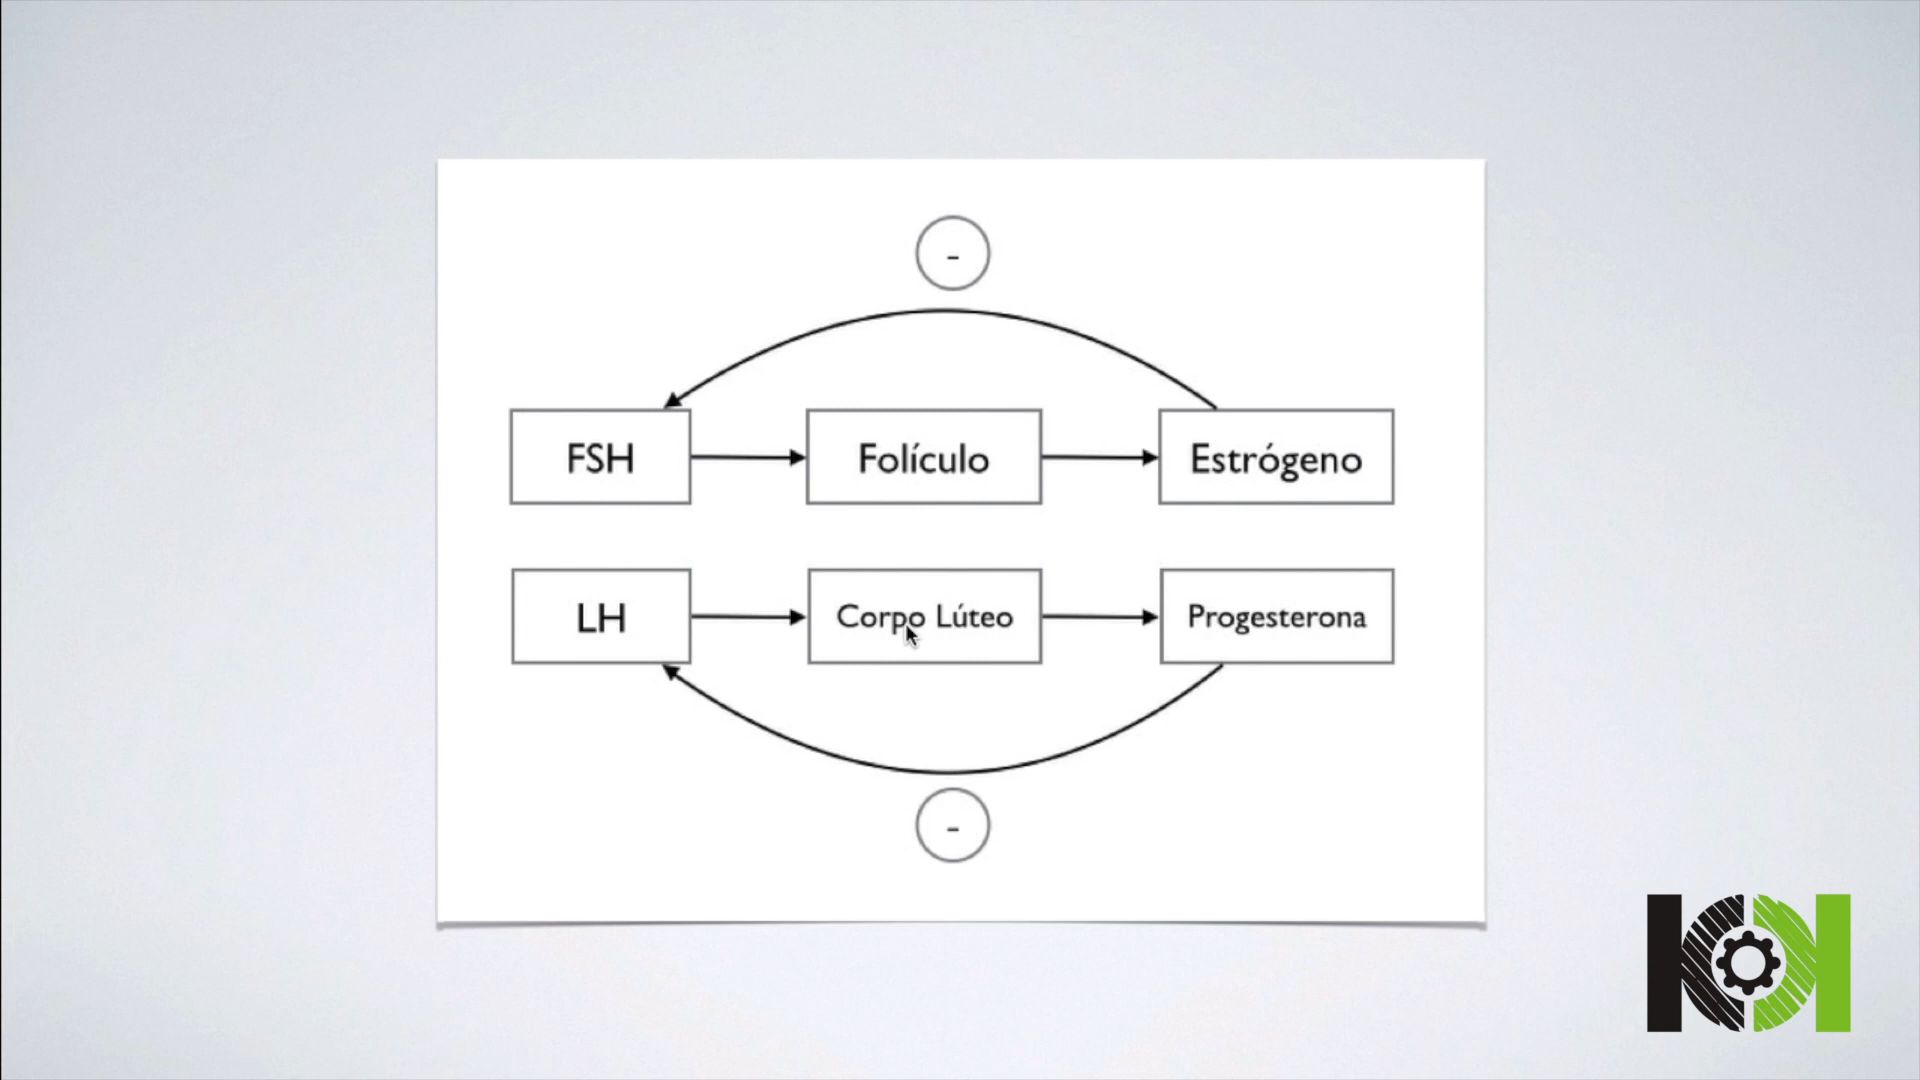 -
FSH
Folículo
Estrógeno
LH
Corpo Lúteo
Progesterona
-